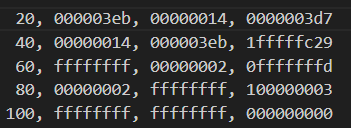 20, 000003eb, 00000014, 0000003d7
40, 00000014, 000003eb, 1fffffc29
60, ffffffff, 00000002, 0fffffffd
80, 00000002, ffffffff, 100000003
100, ffffffff, ffffffff, 000000000